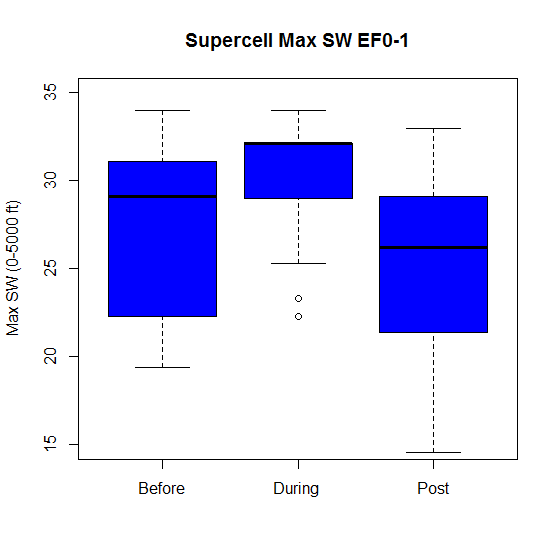 Supercell Max SW EF0-1
Max SW (0-5000 ft)
35
30
25
20
15
Before During Post